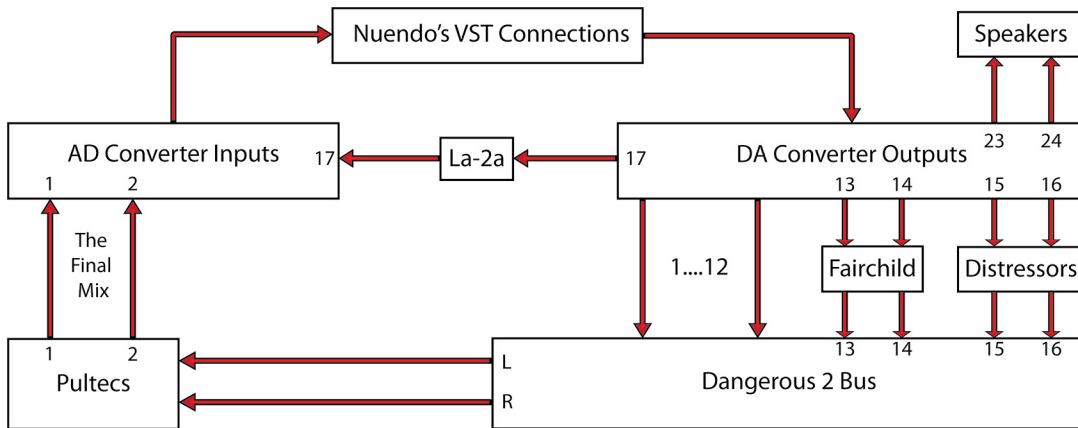 Nuendo's VST Connections
Speakers
AD Converter Inputs
17
La-2a
17
DA Converter Outputs
23
24
1
2
13
14
15
16
The
Final
Mix
1....12
Fairchild
Distressors
1
2
Pultecs
L
R
13
14
15
16
Dangerous 2 Bus